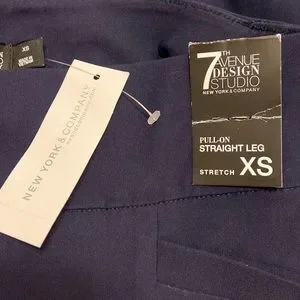 XS
NEW YORK & COMPANY
7TH
AVENUE
DESIGN
STUDIO
NEW YORK & COMPANY
PULL-ON
STRAIGHT LEG
STRETCH XS